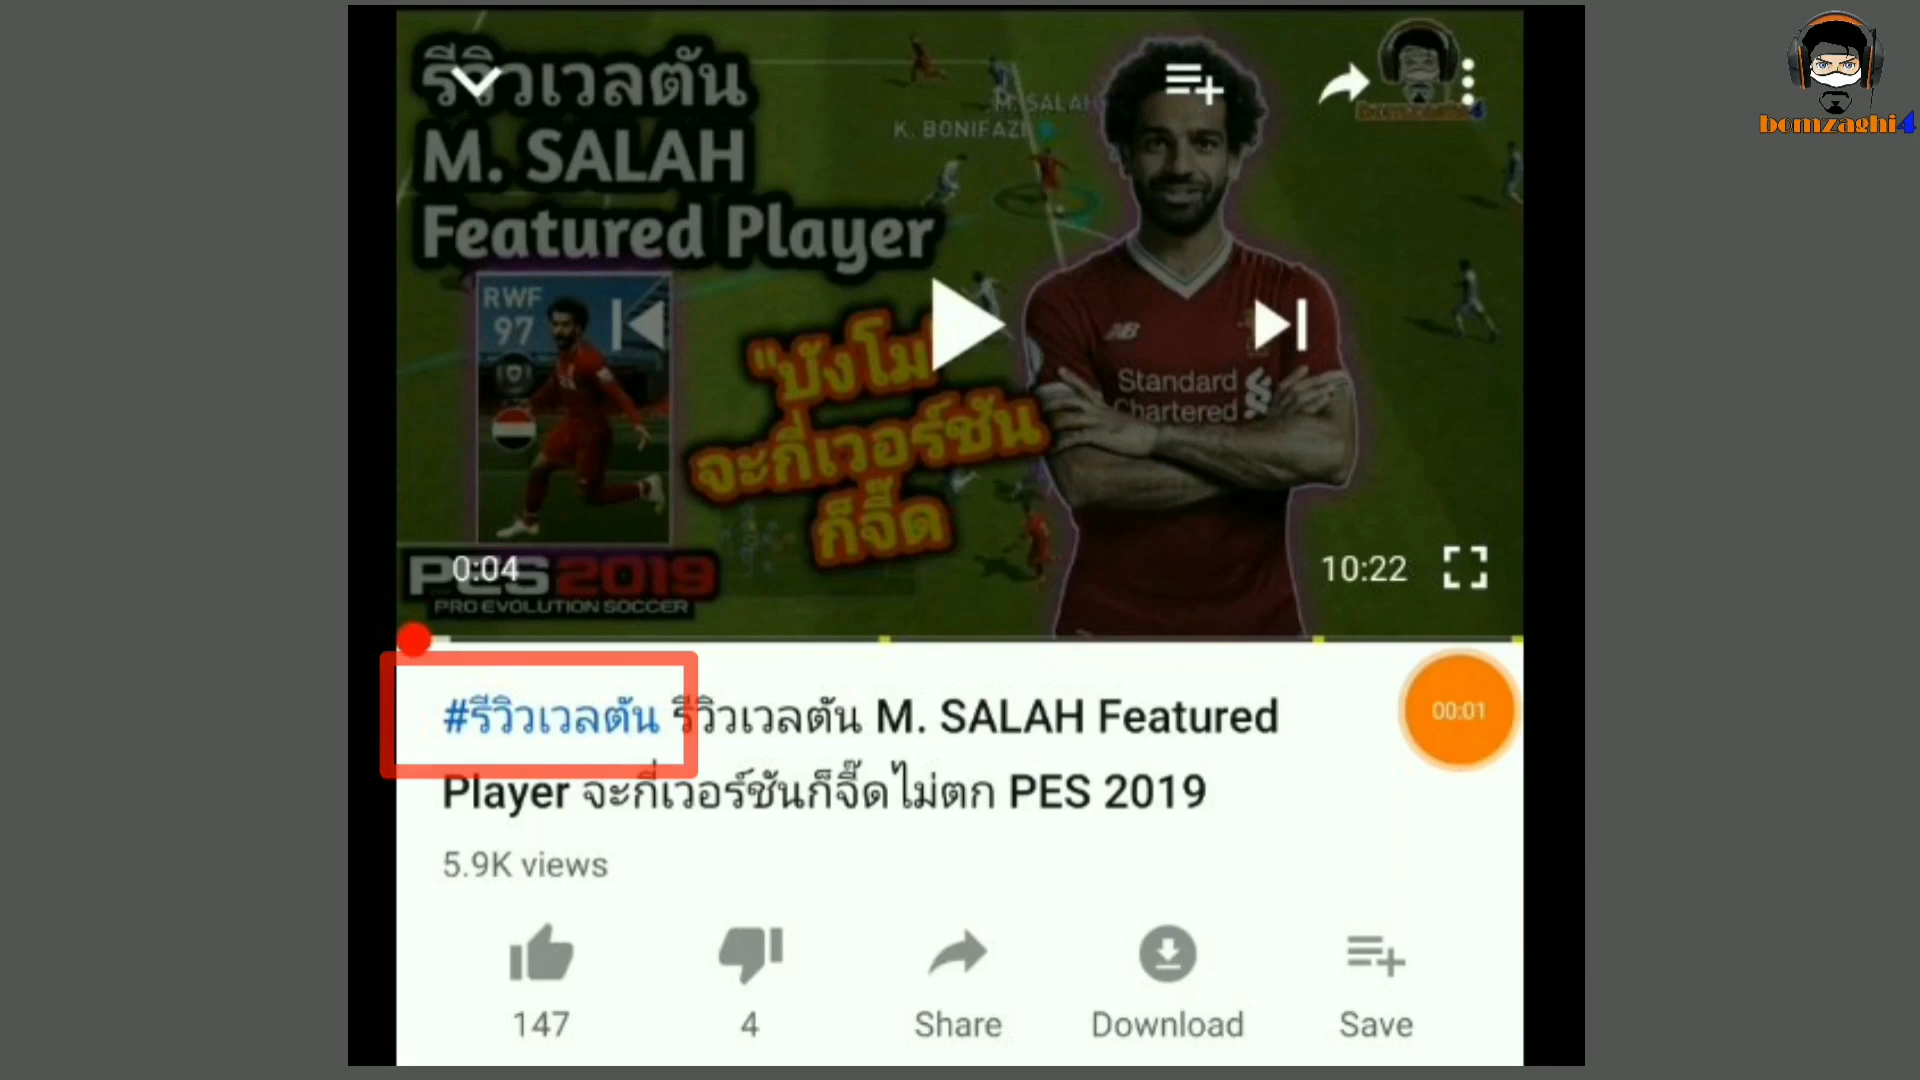 รีวิวเวลตัน
M. SALAH
Featured Player
M. SALAH
K. BONIFAZI
RWF
97
"บังโม
จะกี่เวอร์ชัน
ก็จี๊ด
Standard
Chartered
0:04
10:22
PES 2019
PRO EVOLUTION SOCCER
#รีวิวเวลตัน รีวิวเวลตัน M. SALAH Featured
Player จะกี่เวอร์ชันก็จี๊ดไม่ตก PES 2019
00:01
5.9K views
147
4
Share
Download
Save
bomzaghi4